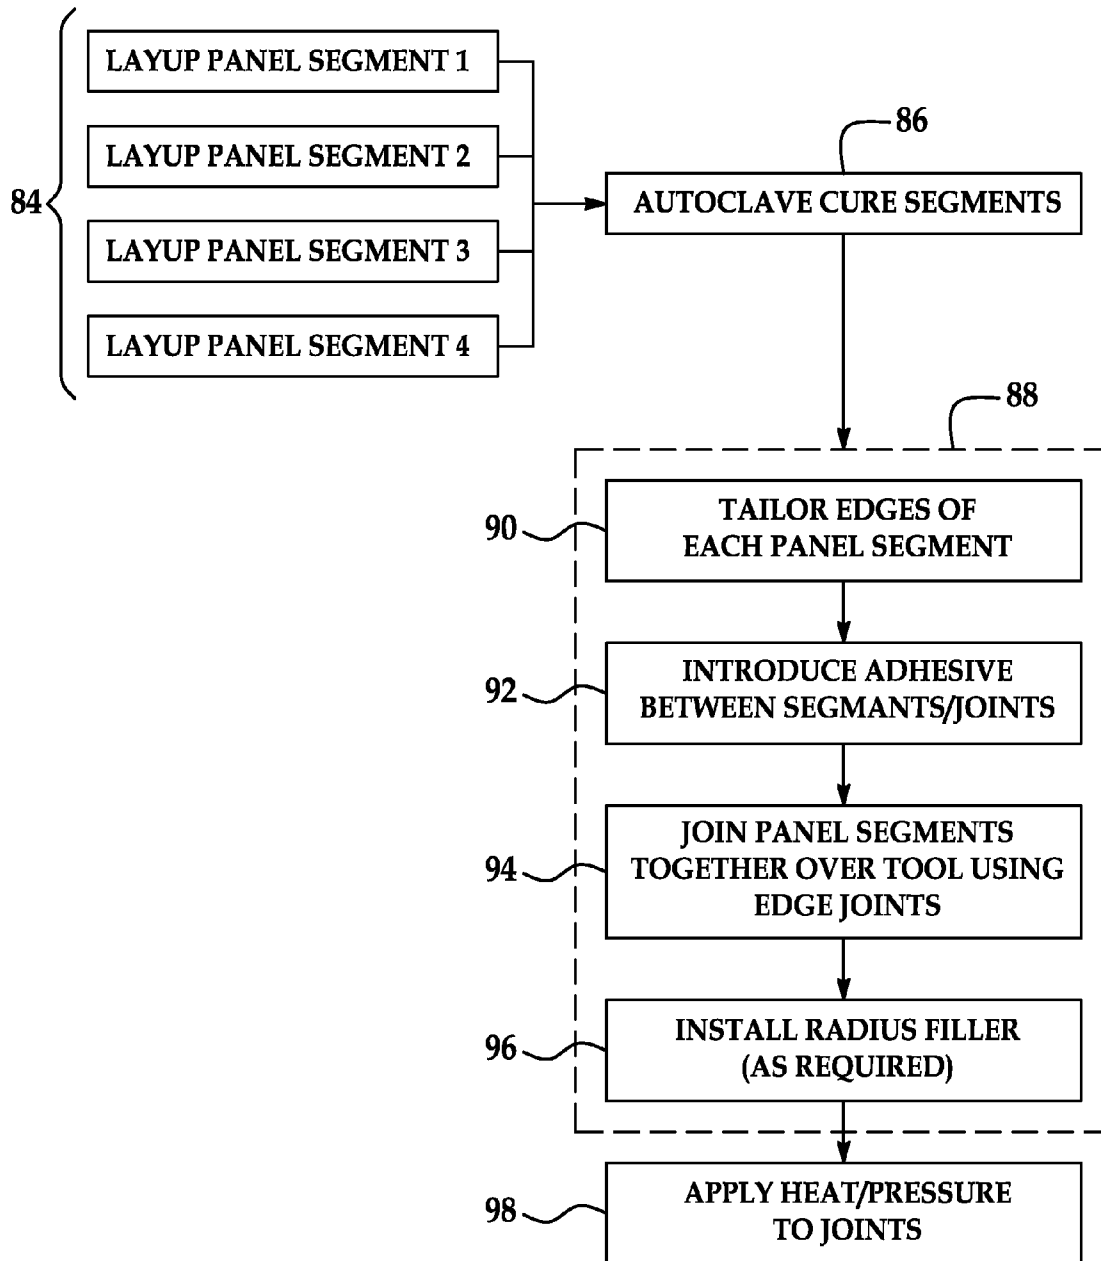 84
LAYUP PANEL SEGMENT 1
LAYUP PANEL SEGMENT 2
LAYUP PANEL SEGMENT 3
LAYUP PANEL SEGMENT 4
86
AUTOCLAVE CURE SEGMENTS
88
90
TAILOR EDGES OF
EACH PANEL SEGMENT
92
INTRODUCE ADHESIVE
BETWEEN SEGMANTS/JOINTS
94
JOIN PANEL SEGMENTS
TOGETHER OVER TOOL USING
EDGE JOINTS
96
INSTALL RADIUS FILLER
(AS REQUIRED)
98
APPLY HEAT/PRESSURE
TO JOINTS